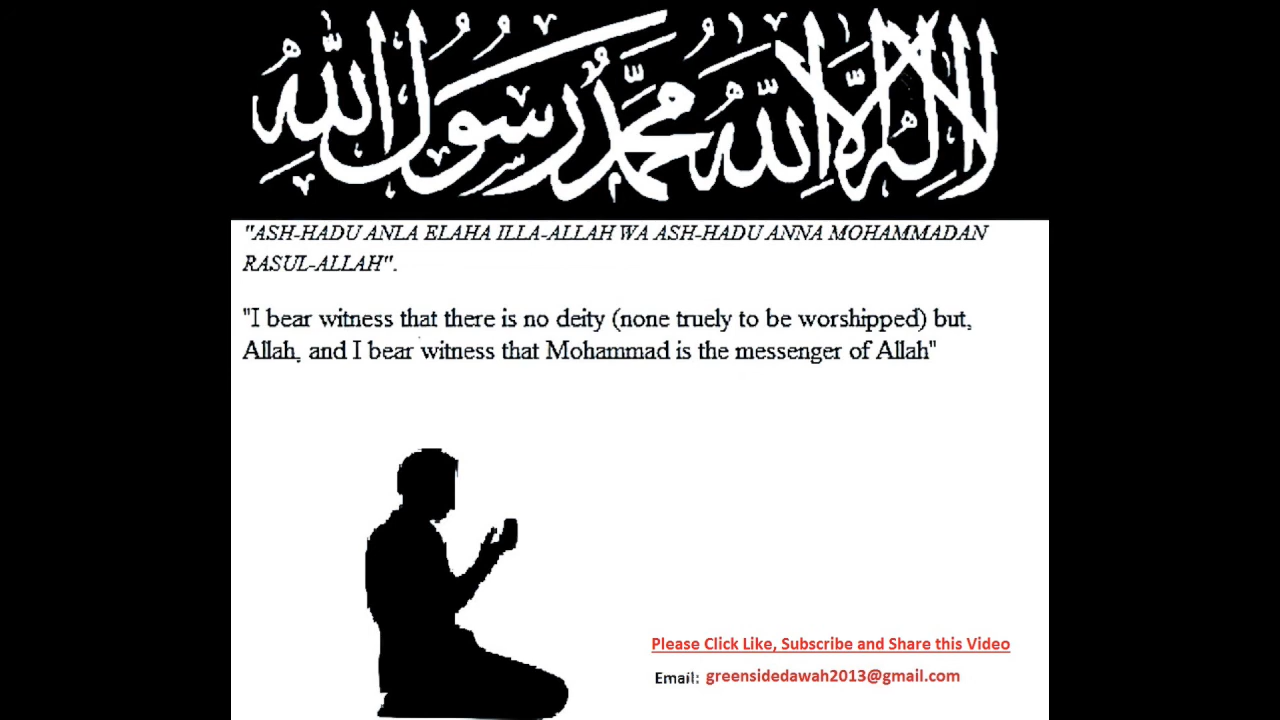 لا إله إلا الله محمد رسول الله
"ASH-HADU ANLA ELAHA ILLA-ALLAH WA ASH-HADU ANNA MOHAMMADAN
RASUL-ALLAH".
"I bear witness that there is no deity (none truely to be worshipped) but,
Allah, and I bear witness that Mohammad is the messenger of Allah"
Please Click Like, Subscribe and Share this Video
Email: greensidedawah2013@gmail.com